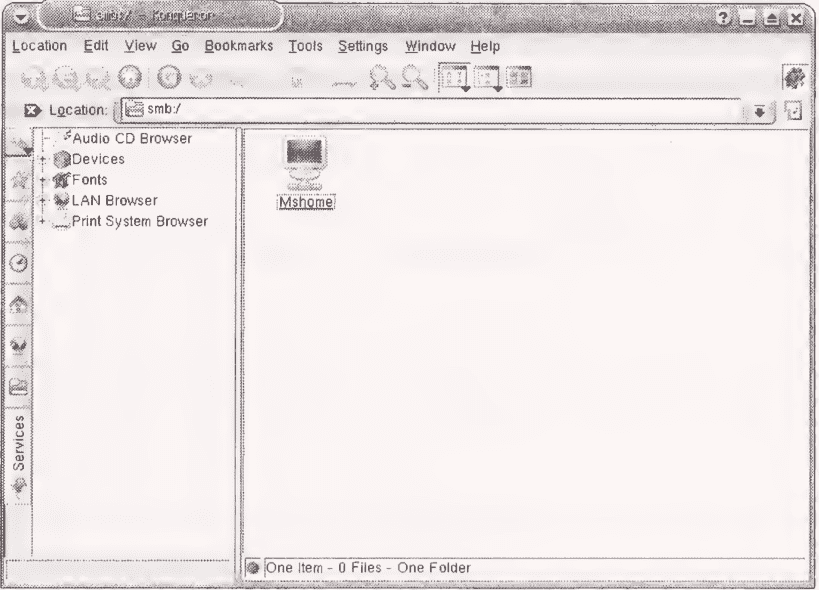 smb:/ - Konqueror
Location Edit View Go Bookmarks Tools Settings Window Help
Location: smb:/
Audio CD Browser
Devices
Fonts
LAN Browser
Print System Browser
Services
Mshome
One Item - 0 Files - One Folder